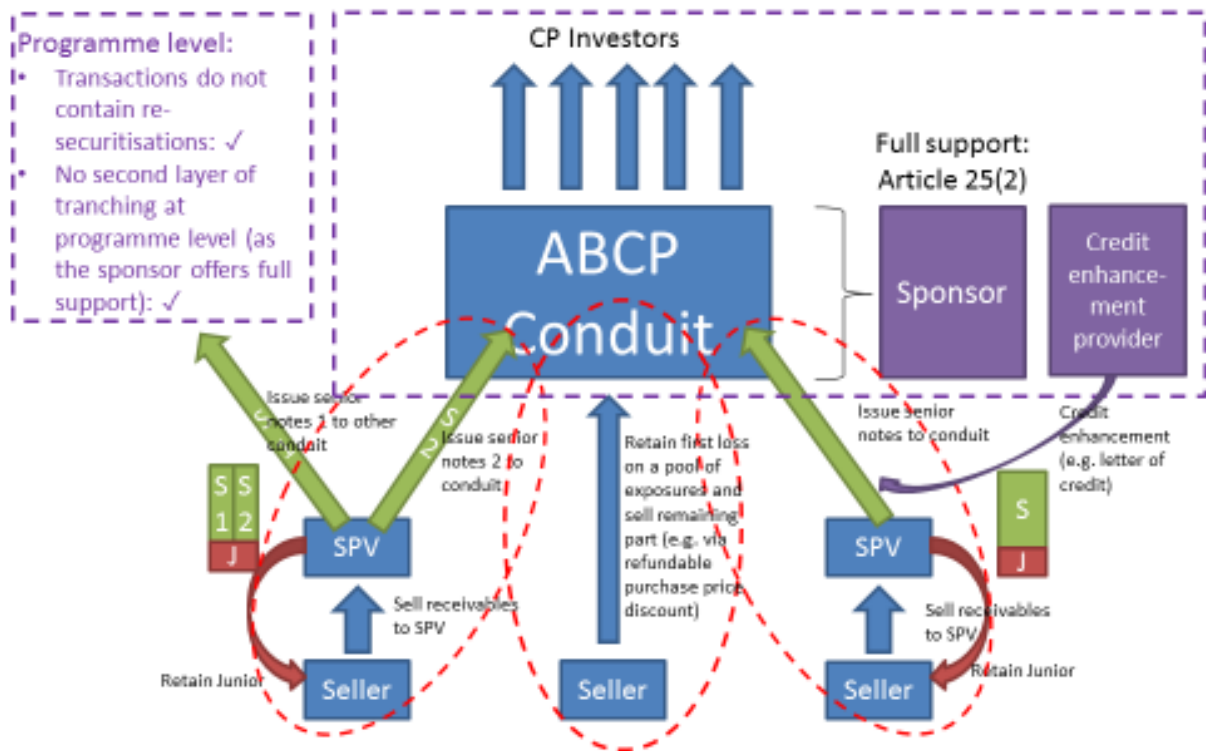 Programme level:
• Transactions do not
contain re-
securitisations: ✓
• No second layer of
tranching at
programme level (as
the sponsor offers full
support): ✓
CP Investors
Full support:
Article 25(2)
ABCP
Conduit
Sponsor
Credit
enhance-
ment
provider
Issue senior
notes 1 to other
conduit
S 2
Issue senior
notes 2 to
conduit
Retain first loss
on a pool of
exposures and
sell remaining
part (e.g. via
refundable
purchase price
discount)
Issue senior
notes to conduit
Credit
enhancement
(e.g. letter of
credit)
S S
1 2
J
SPV
SPV
S
J
Sell receivables
to SPV
Sell receivables
to SPV
Retain Junior
Seller
Seller
Seller
Retain Junior